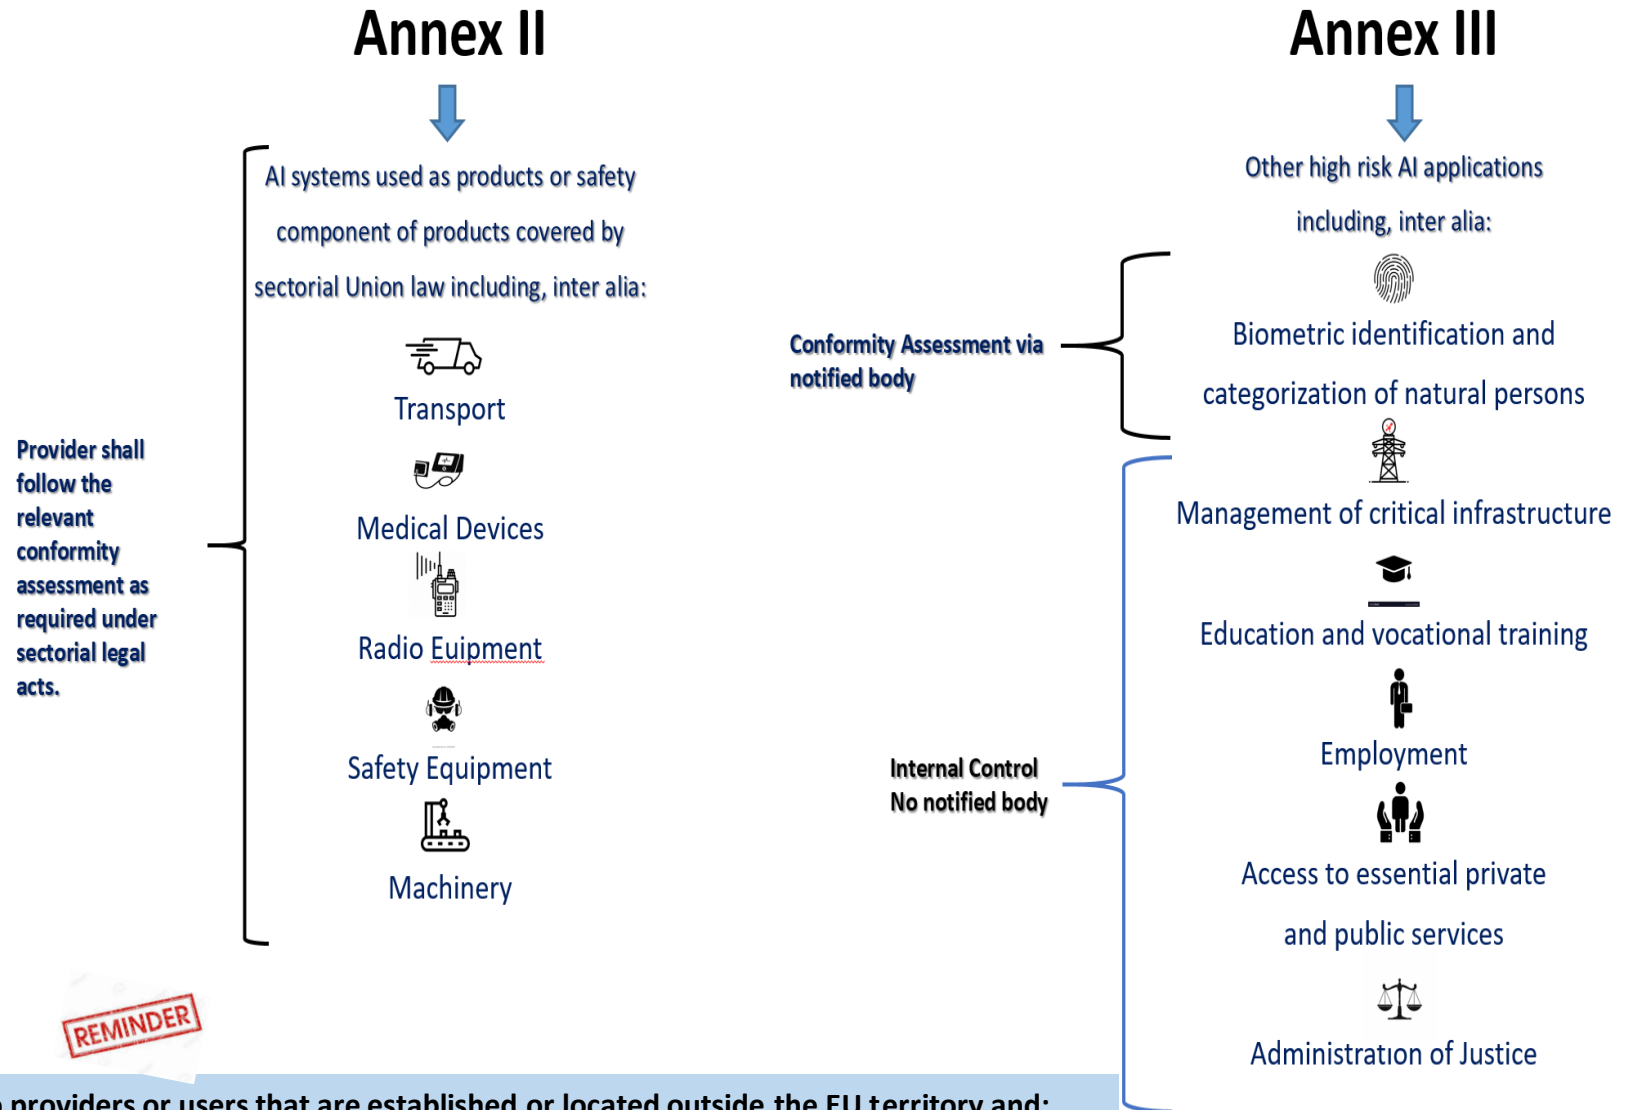 Annex II
AI systems used as products or safety
component of products covered by
sectorial Union law including, inter alia:
Transport
Medical Devices
Radio Euipment
Safety Equipment
Machinery
Provider shall
follow the
relevant
conformity
assessment as
required under
sectorial legal
acts.
Annex III
Other high risk AI applications
including, inter alia:
Biometric identification and
categorization of natural persons
Management of critical infrastructure
Education and vocational training
Employment
Access to essential private
and public services
Administration of Justice
Conformity Assessment via
notified body
Internal Control
No notified body
REMINDER
providers or users that are established or located outside the EU territory and: